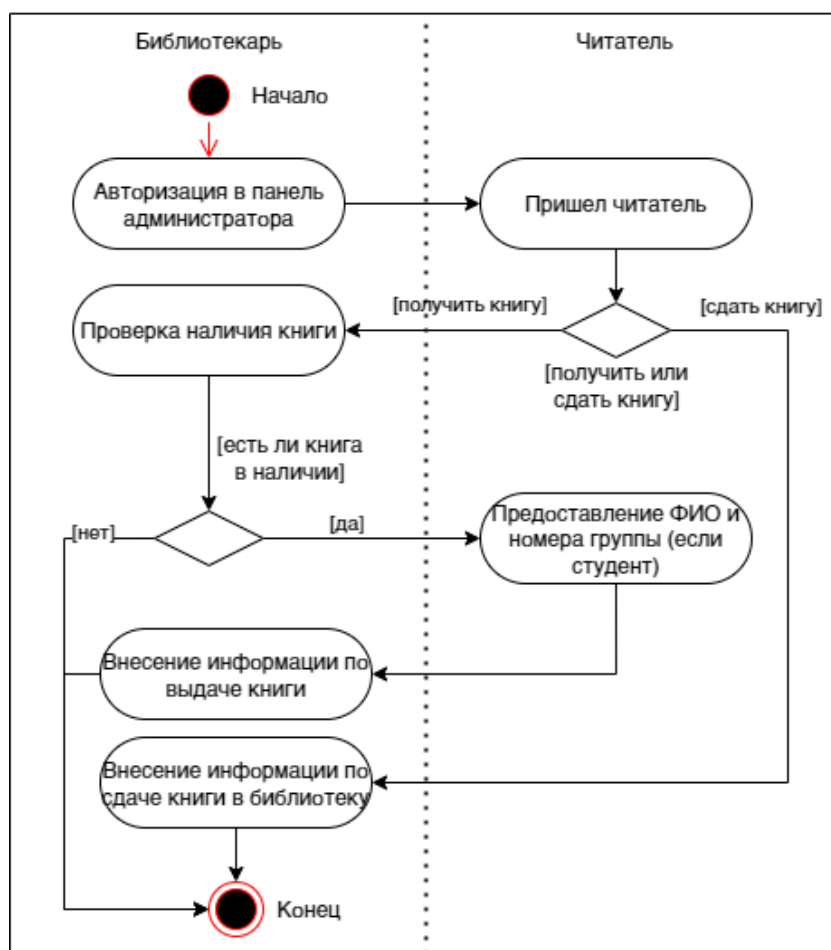 Библиотекарь
Читатель
Начало
Авторизация в панель
администратора
Пришел читатель
[получить книгу]
[сдать книгу]
Проверка наличия книги
[получить или
сдать книгу]
[есть ли книга
в наличии]
[нет]
[да]
Предоставление ФИО и
номера группы (если
студент)
Внесение информации по
выдаче книги
Внесение информации по
сдаче книги в библиотеку
Конец